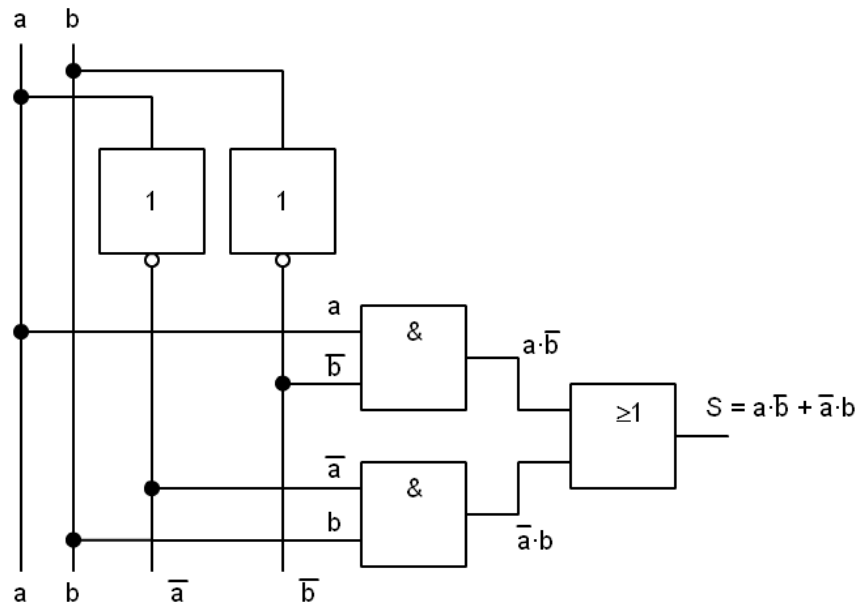 a b
1 1
a
&
a·b̅
b̅
≥1
S = a·b̅ + a̅·b
a̅
&
b
a̅·b
a b a̅ b̅